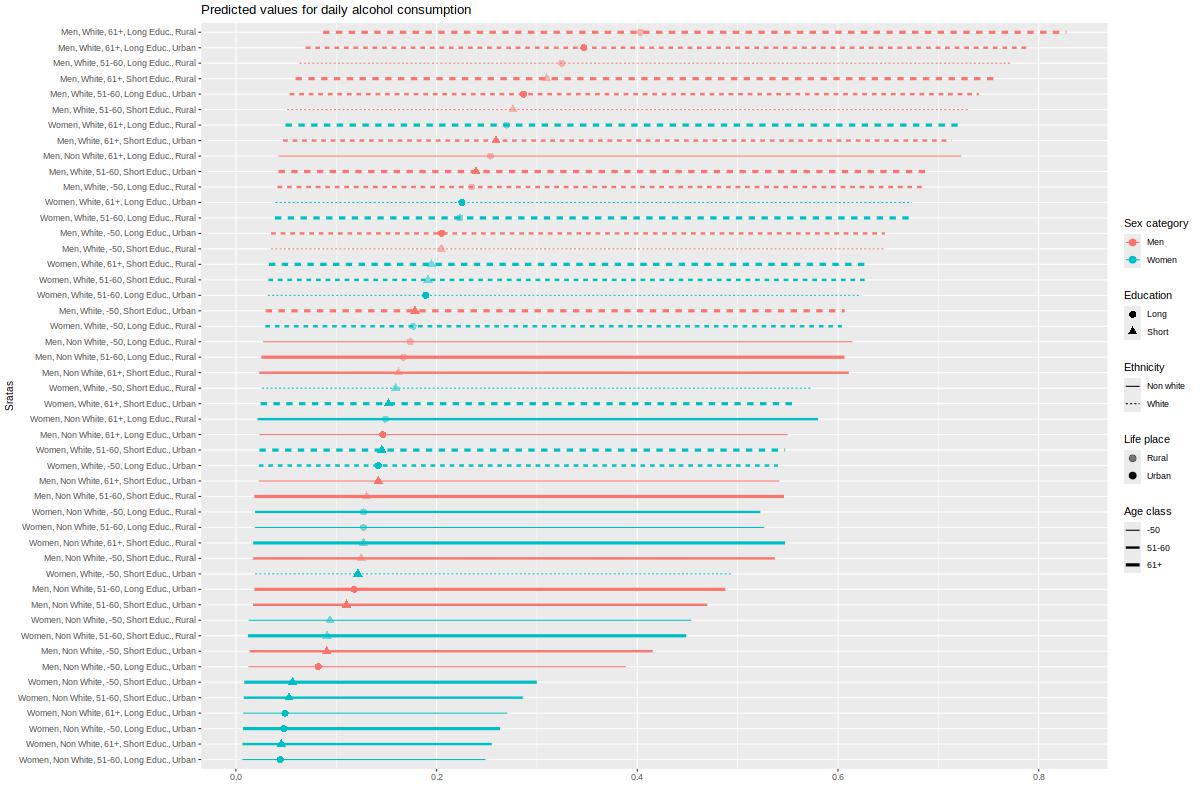 Predicted values for daily alcohol consumption
Men, White, 61+, Long Educ., Rural
Men, White, 61+, Long Educ., Urban
Men, White, 51-60, Long Educ., Rural
Men, White, 61+, Short Educ., Rural
Men, White, 51-60, Long Educ., Urban
Men, White, 51-60, Short Educ., Rural
Women, White, 61+, Long Educ., Rural
Men, White, 61+, Short Educ., Urban
Men, Non White, 61+, Long Educ., Rural
Men, White, 51-60, Short Educ., Urban
Men, White, -50, Long Educ., Rural
Women, White, 61+, Long Educ., Urban
Women, White, 51-60, Long Educ., Rural
Men, White, -50, Long Educ., Urban
Men, White, -50, Short Educ., Rural
Women, White, 61+, Short Educ., Rural
Women, White, 51-60, Short Educ., Rural
Women, White, 51-60, Long Educ., Urban
Men, White, -50, Short Educ., Urban
Women, White, -50, Long Educ., Rural
Men, Non White, -50, Long Educ., Rural
Men, Non White, 51-60, Long Educ., Rural
Men, Non White, 61+, Short Educ., Rural
Women, White, -50, Short Educ., Rural
Women, White, 61+, Short Educ., Urban
Women, Non White, 61+, Long Educ., Rural
Men, Non White, 61+, Long Educ., Urban
Women, White, 51-60, Short Educ., Urban
Women, White, -50, Long Educ., Urban
Men, Non White, 61+, Short Educ., Urban
Men, Non White, 51-60, Short Educ., Rural
Women, Non White, -50, Long Educ., Rural
Women, Non White, 51-60, Long Educ., Rural
Women, Non White, 61+, Short Educ., Rural
Men, Non White, -50, Short Educ., Rural
Women, White, -50, Short Educ., Urban
Men, Non White, 51-60, Long Educ., Urban
Men, Non White, 51-60, Short Educ., Urban
Women, Non White, -50, Short Educ., Rural
Women, Non White, 51-60, Short Educ., Rural
Men, Non White, -50, Short Educ., Urban
Men, Non White, -50, Long Educ., Urban
Women, Non White, -50, Short Educ., Urban
Women, Non White, 51-60, Short Educ., Urban
Women, Non White, 61+, Long Educ., Urban
Women, Non White, -50, Long Educ., Urban
Women, Non White, 61+, Short Educ., Urban
Women, Non White, 51-60, Long Educ., Urban
Sratas
0.0
0.2
0.4
0.6
0.8
Sex category
Men
Women
Education
Long
Short
Ethnicity
Non white
White
Life place
Rural
Urban
Age class
-50
51-60
61+